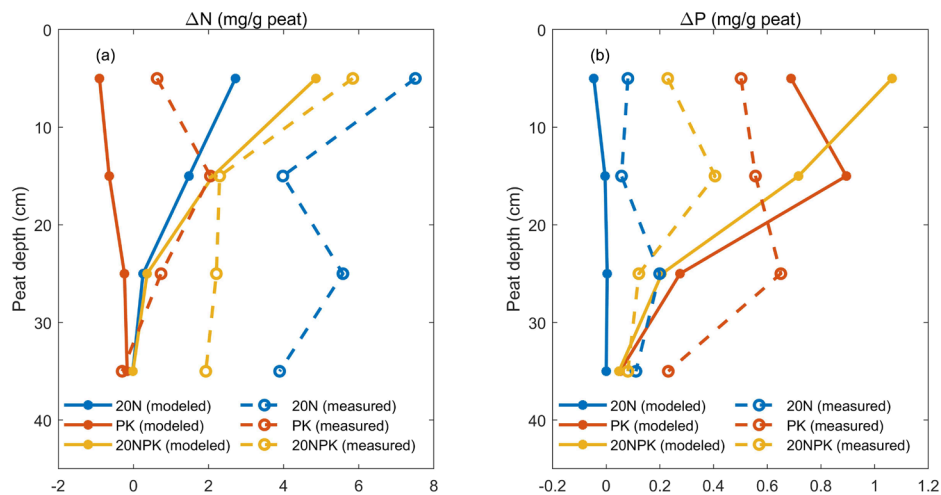 ΔN (mg/g peat)
(a)
0
10
20
30
40
Peat depth (cm)
20N (modeled)
PK (modeled)
20NPK (modeled)
20N (measured)
PK (measured)
20NPK (measured)
-2
0
2
4
6
8
ΔP (mg/g peat)
(b)
0
10
20
30
40
Peat depth (cm)
20N (modeled)
PK (modeled)
20NPK (modeled)
20N (measured)
PK (measured)
20NPK (measured)
-0.2
0
0.2
0.4
0.6
0.8
1
1.2